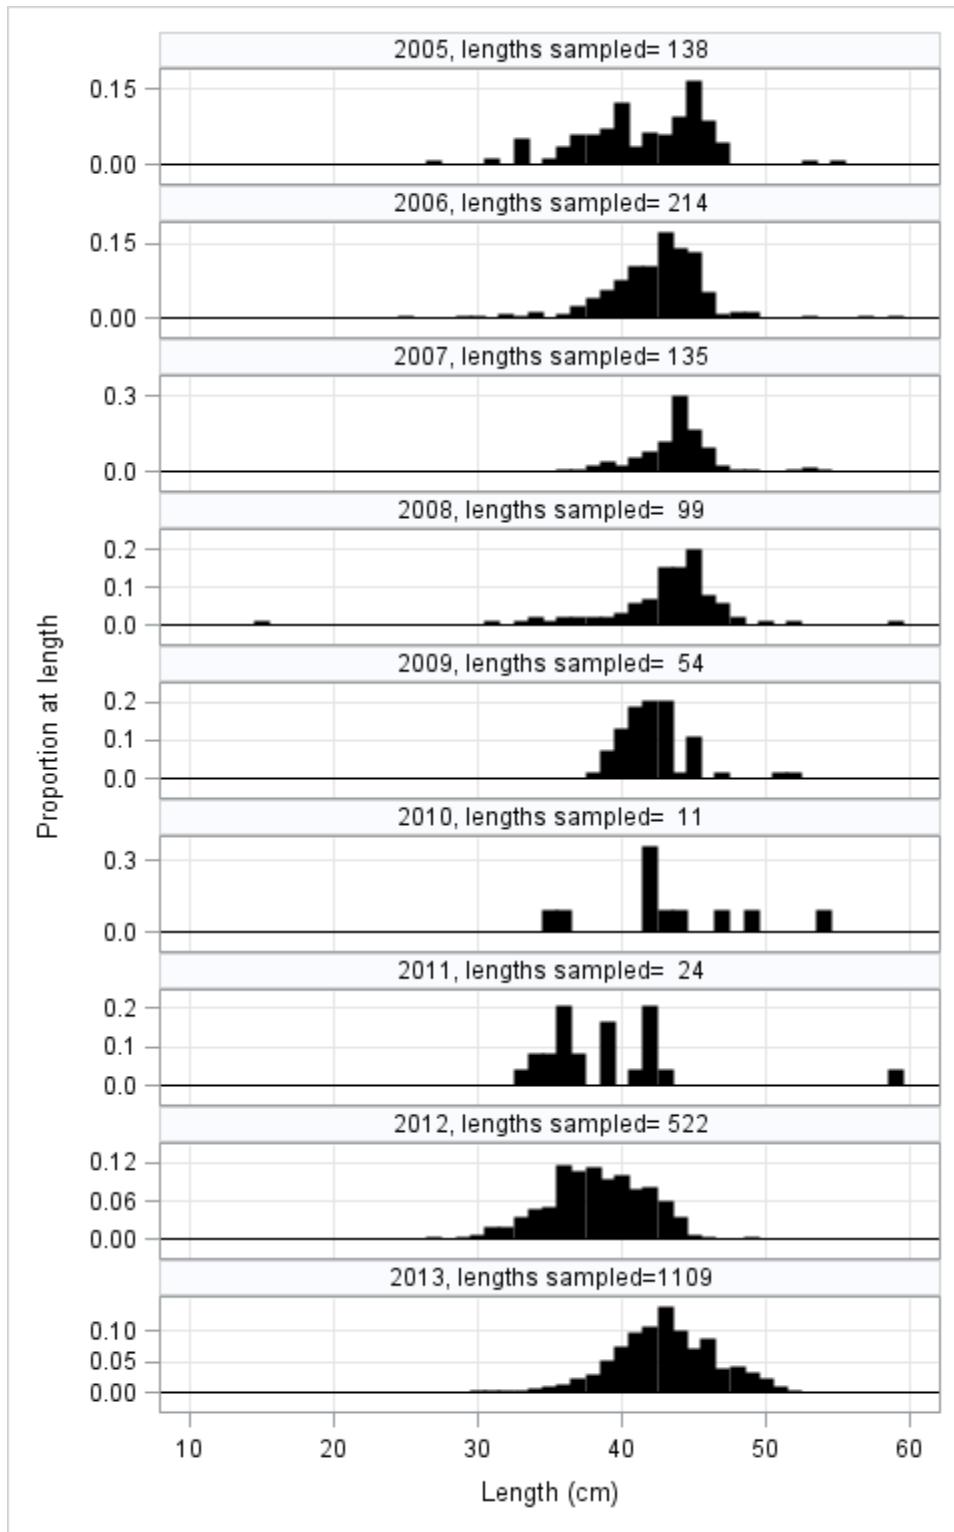 2005, lengths sampled= 138
0.15
0.00
2006, lengths sampled= 214
0.15
0.00
2007, lengths sampled= 135
0.3
0.0
2008, lengths sampled=  99
0.2
0.1
0.0
2009, lengths sampled=  54
0.2
0.1
0.0
2010, lengths sampled=  11
0.3
0.0
2011, lengths sampled=  24
0.2
0.1
0.0
2012, lengths sampled= 522
0.12
0.06
0.00
2013, lengths sampled=1109
0.10
0.05
0.00
Proportion at length
10 20 30 40 50 60
Length (cm)